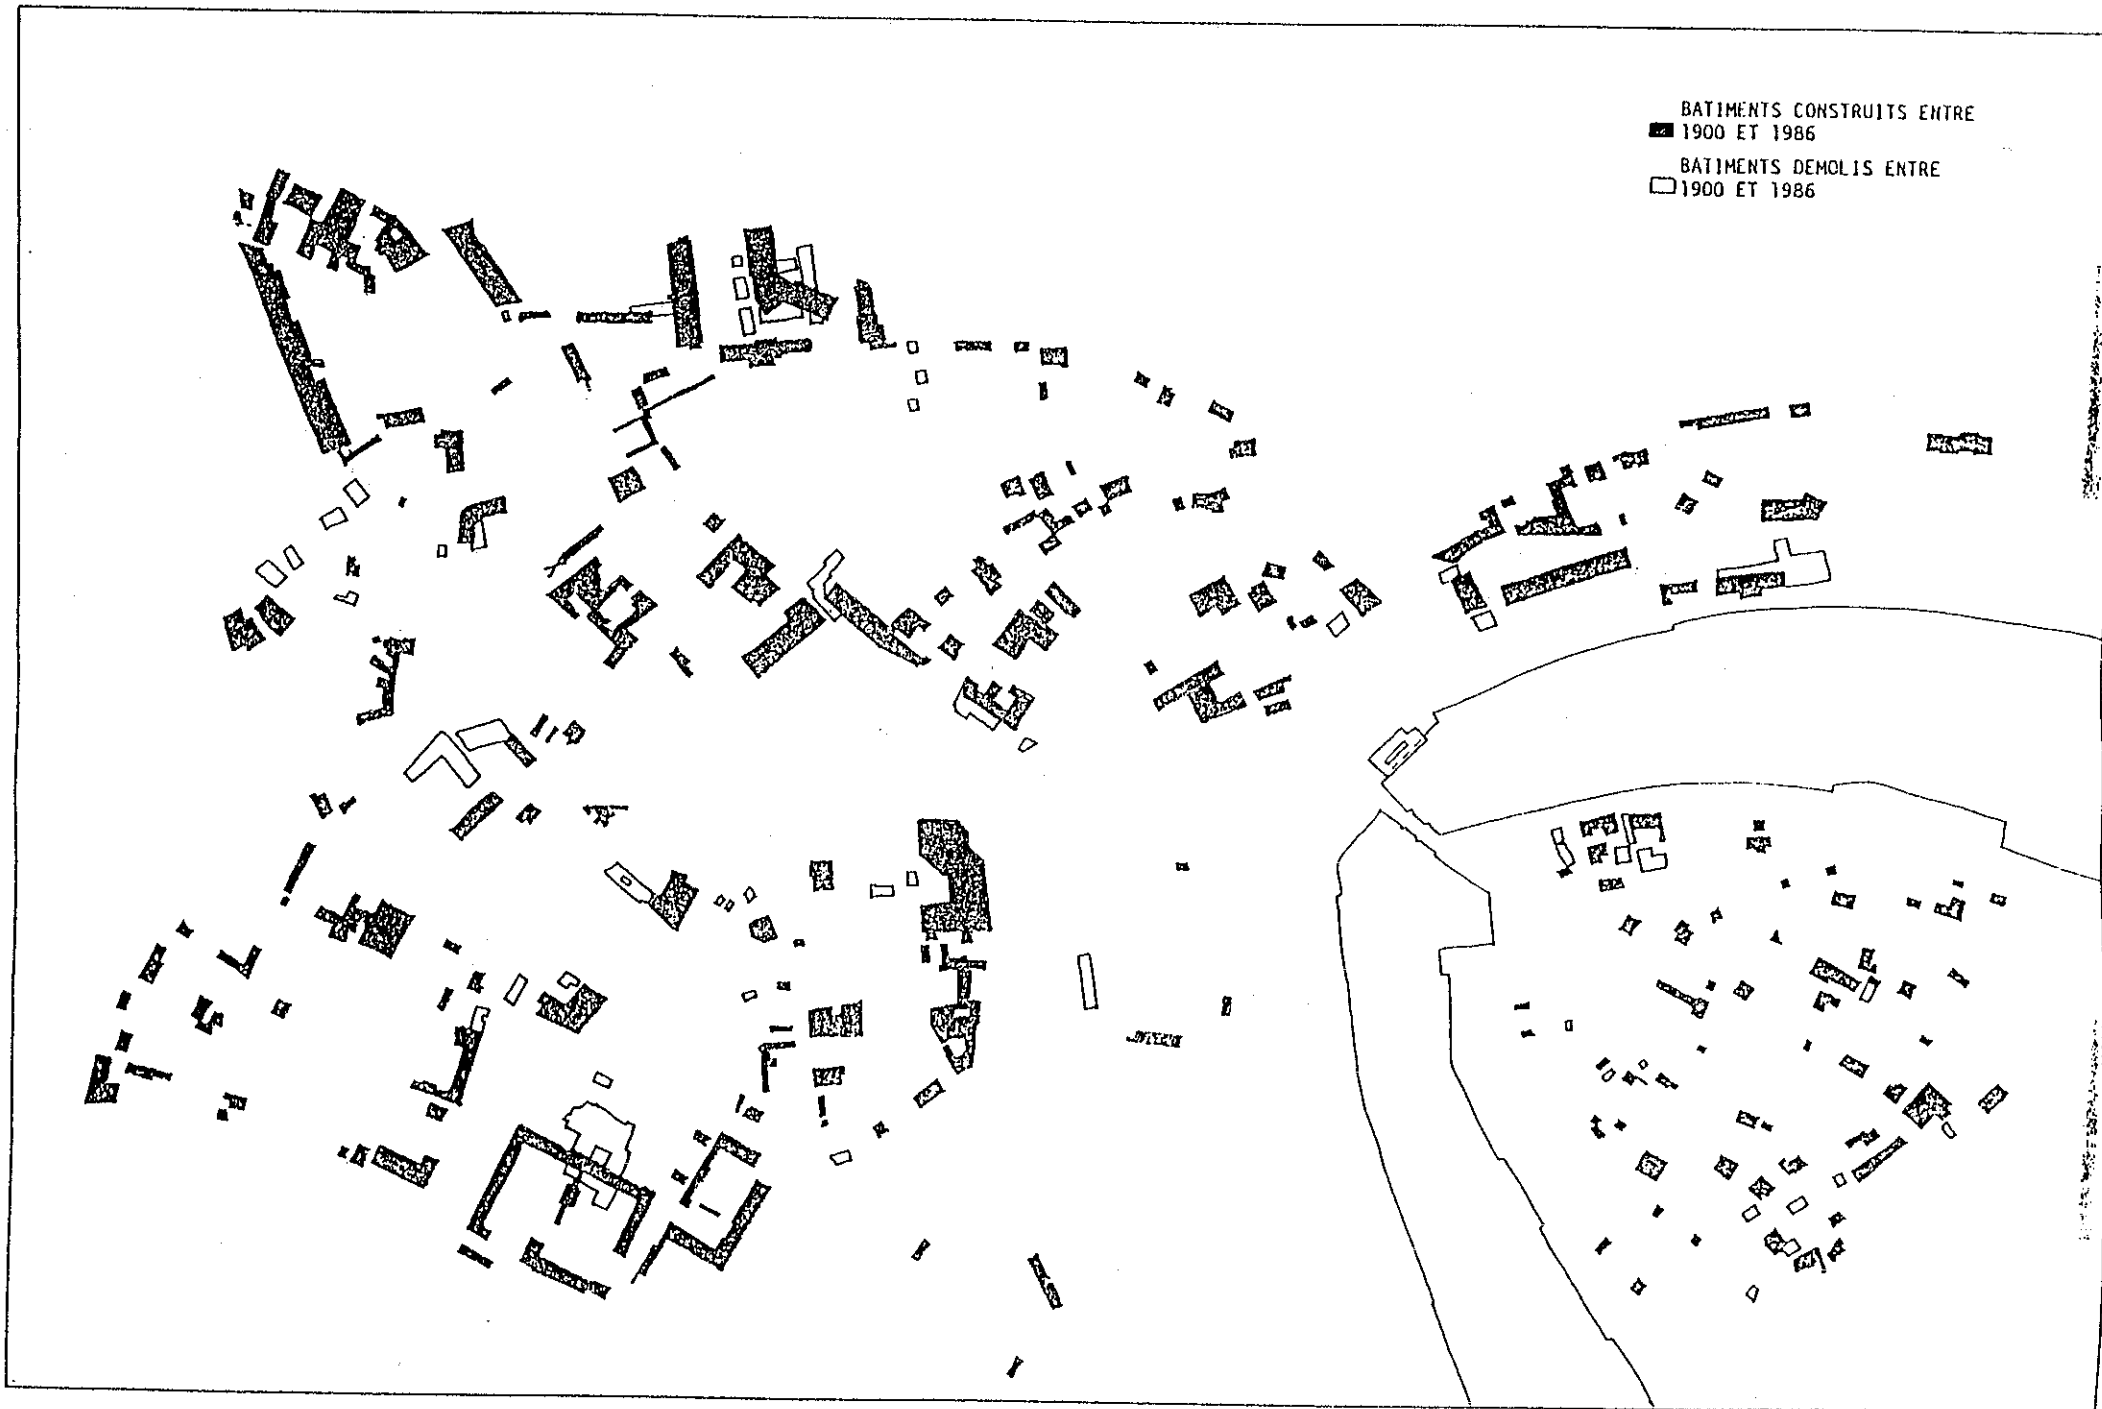 BATIMENTS CONSTRUITS ENTRE
1900 ET 1986
BATIMENTS DEMOLIS ENTRE
1900 ET 1986